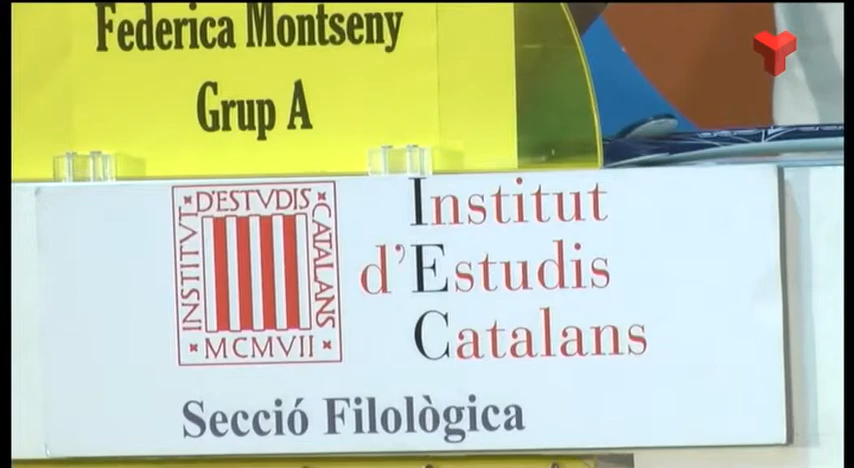 Federica Montseny
Grup A
INSTITVT D'ESTVDIS CATALANS
MCMVII
Institut
d'Estudis
Catalans
Secció Filològica